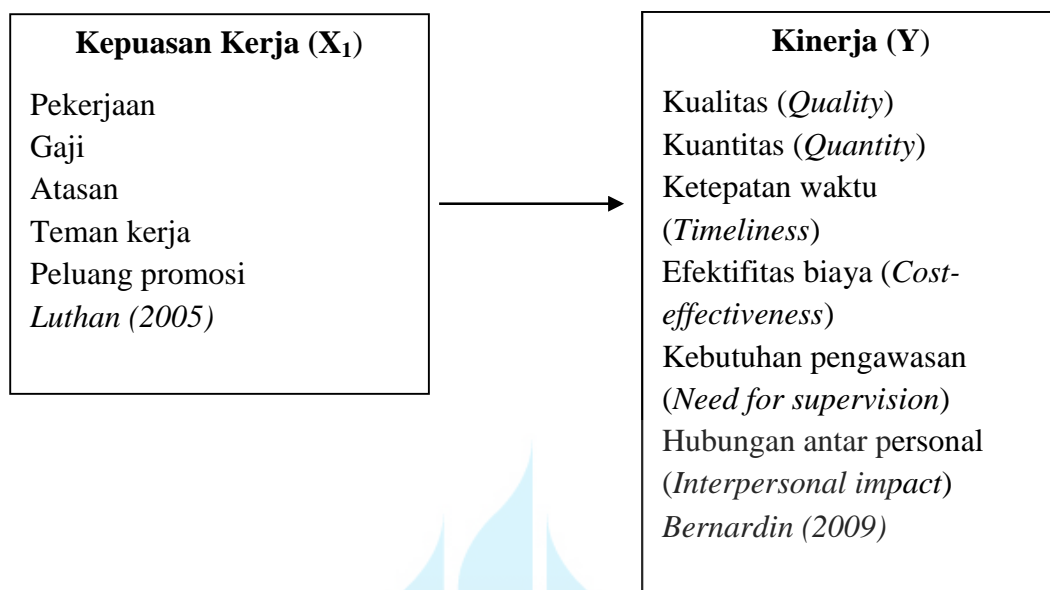 Kepuasan Kerja (X₁)
Pekerjaan
Gaji
Atasan
Teman kerja
Peluang promosi
Luthan (2005)
Kinerja (Y)
Kualitas (Quality)
Kuantitas (Quantity)
Ketepatan waktu
(Timeliness)
Efektifitas biaya (Cost-
effectiveness)
Kebutuhan pengawasan
(Need for supervision)
Hubungan antar personal
(Interpersonal impact)
Bernardin (2009)